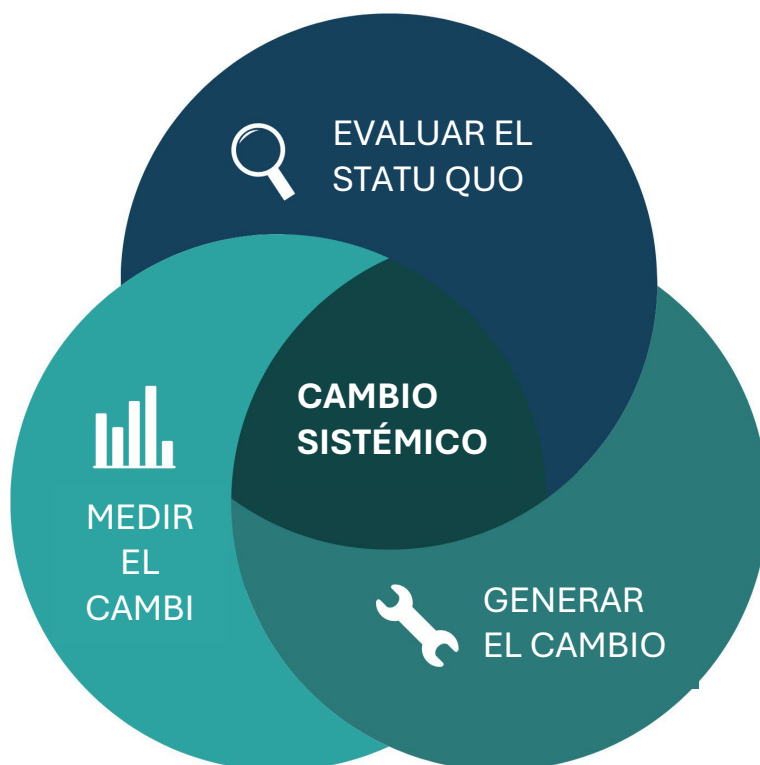 EVALUAR EL
STATU QUO
CAMBIO
SISTÉMICO
MEDIR
EL
CAMBI
GENERAR
EL CAMBIO